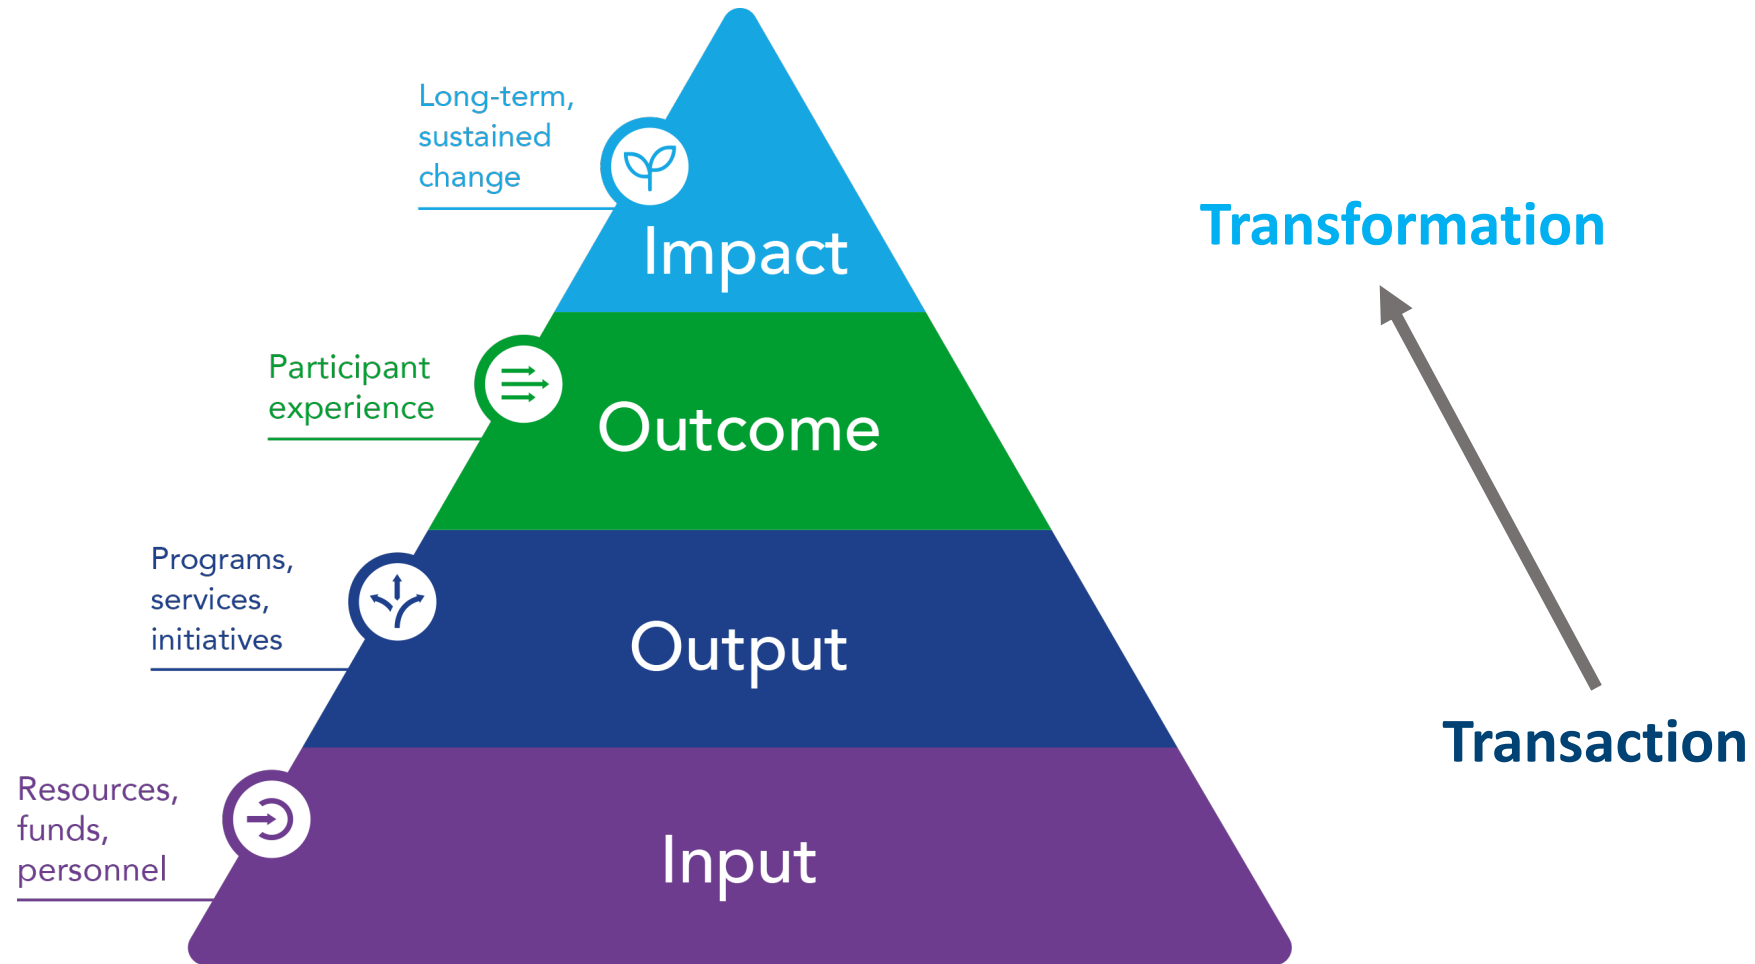 Long-term,
sustained
change
Impact
Transformation
Participant
experience
Outcome
Programs,
services,
initiatives
Output
Transaction
Resources,
funds,
personnel
Input